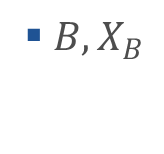 ▪ B, X_B